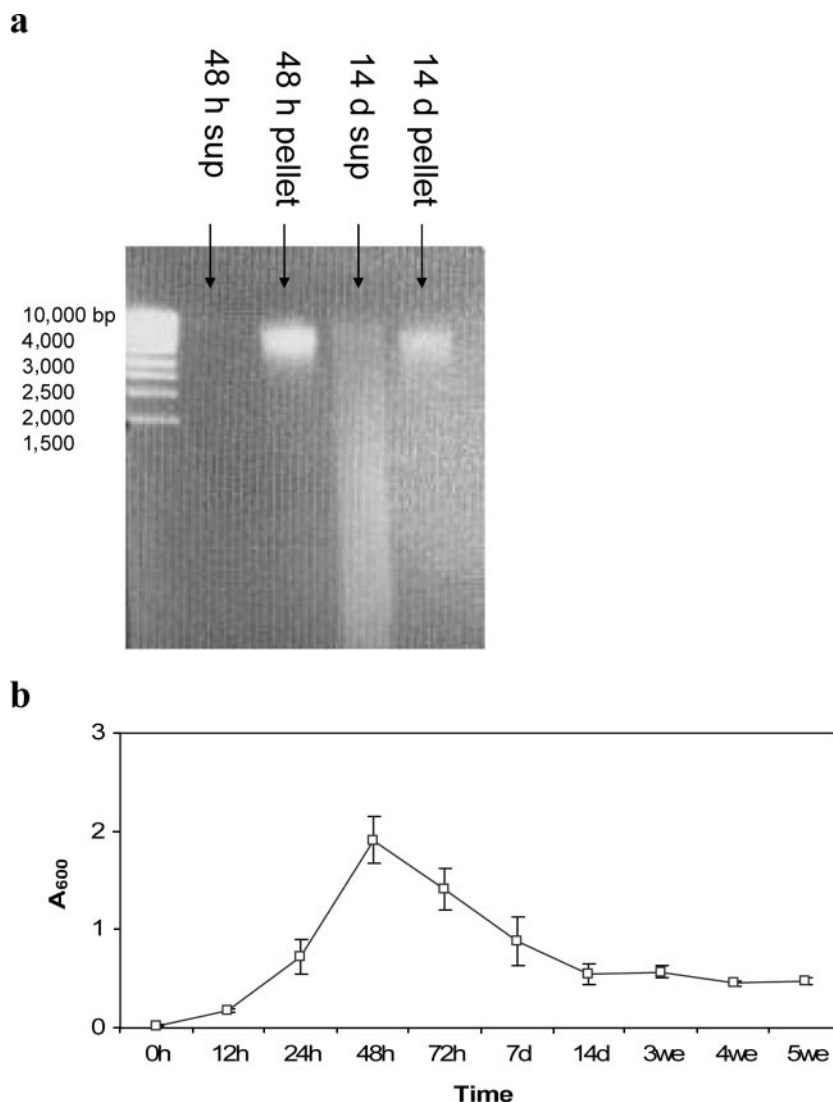 a
48 h sup
48 h pellet
14 d sup
14 d pellet
10,000 bp
4,000
3,000
2,500
2,000
1,500
b
3
2
1
0
A600
0h 12h 24h 48h 72h 7d 14d 3we 4we 5we
Time